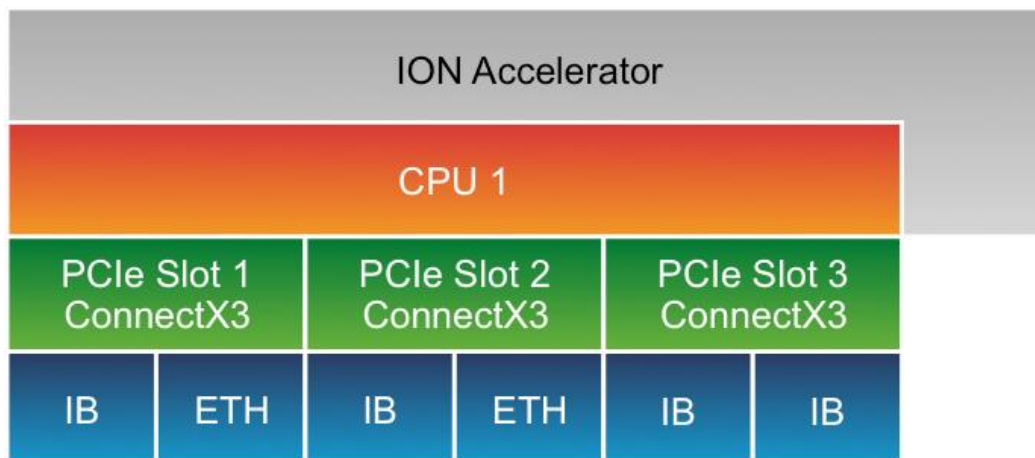 ION Accelerator
CPU 1
PCIe Slot 1
ConnectX3
PCIe Slot 2
ConnectX3
PCIe Slot 3
ConnectX3
IB
ETH
IB
ETH
IB
IB